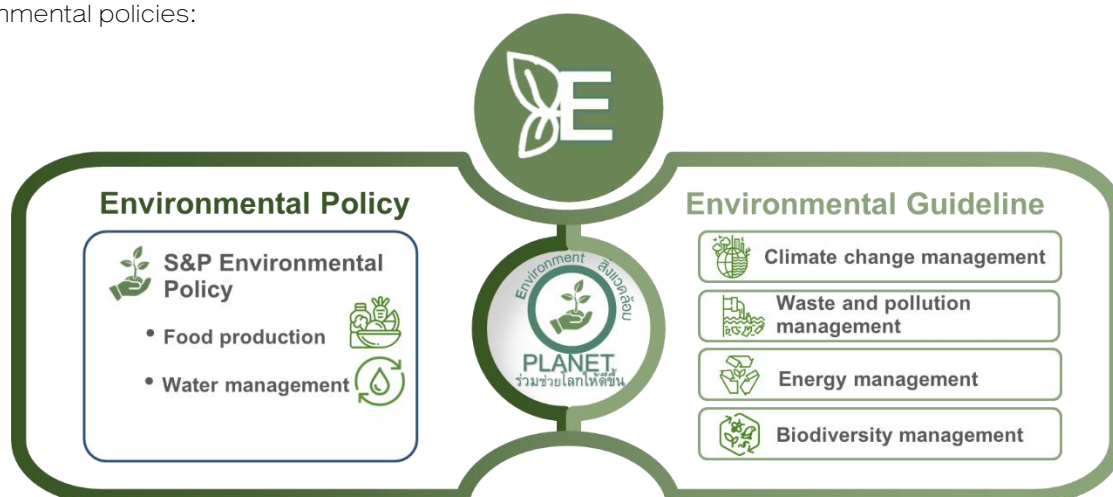 nmental policies:
E
Environmental Policy
S&P Environmental
Policy
• Food production
• Water management
Environment สิ่งแวดล้อม
PLANET
ร่วมช่วยโลกให้ดีขึ้น
Environmental Guideline
Climate change management
Waste and pollution
management
Energy management
Biodiversity management